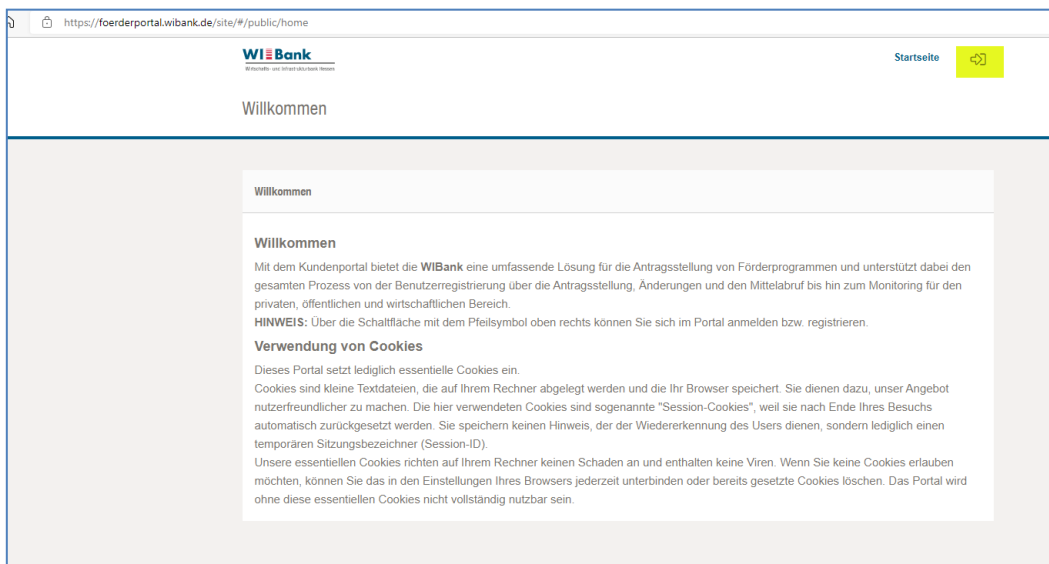 https://foerderportal.wibank.de/site/#/public/home
WIBank
Wirtschafts- und Infrastrukturbank Hessen
Startseite
Willkommen
Willkommen
Willkommen
Mit dem Kundenportal bietet die WIBank eine umfassende Lösung für die Antragsstellung von Förderprogrammen und unterstützt dabei den
gesamten Prozess von der Benutzerregistrierung über die Antragsstellung, Änderungen und den Mittelabruf bis hin zum Monitoring für den
privaten, öffentlichen und wirtschaftlichen Bereich.
HINWEIS: Über die Schaltfläche mit dem Pfeilsymbol oben rechts können Sie sich im Portal anmelden bzw. registrieren.
Verwendung von Cookies
Dieses Portal setzt lediglich essentielle Cookies ein.
Cookies sind kleine Textdateien, die auf Ihrem Rechner abgelegt werden und die Ihr Browser speichert. Sie dienen dazu, unser Angebot
nutzerfreundlicher zu machen. Die hier verwendeten Cookies sind sogenannte "Session-Cookies", weil sie nach Ende Ihres Besuchs
automatisch zurückgesetzt werden. Sie speichern keinen Hinweis, der der Wiedererkennung des Users dienen, sondern lediglich einen
temporären Sitzungsbezeichner (Session-ID).
Unsere essentiellen Cookies richten auf Ihrem Rechner keinen Schaden an und enthalten keine Viren. Wenn Sie keine Cookies erlauben
möchten, können Sie das in den Einstellungen Ihres Browsers jederzeit unterbinden oder bereits gesetzte Cookies löschen. Das Portal wird
ohne diese essentiellen Cookies nicht vollständig nutzbar sein.